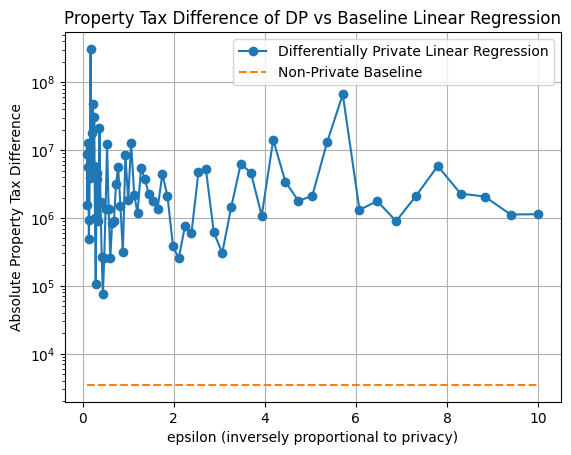 Property Tax Difference of DP vs Baseline Linear Regression
Differentially Private Linear Regression
Non-Private Baseline
Absolute Property Tax Difference
10^8
10^7
10^6
10^5
10^4
0 2 4 6 8 10
epsilon (inversely proportional to privacy)